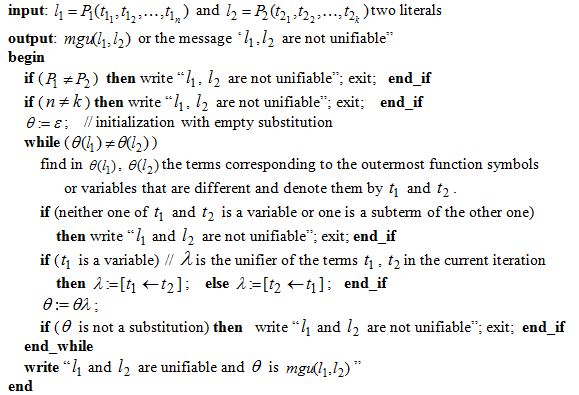 input: l₁ = P₁(t₁₁,t₁₂,…,t₁ₙ) and l₂ = P₂(t₂₁,t₂₂,…,t₂ₖ) two literals
output: mgu(l₁,l₂) or the message ‘l₁,l₂ are not unifiable”
begin
if (P₁ ≠ P₂) then write “l₁, l₂ are not unifiable”; exit; end_if
if (n ≠ k) then write “l₁, l₂ are not unifiable”; exit; end_if
θ := ε; // initialization with empty substitution
while (θ(l₁) ≠ θ(l₂))
find in θ(l₁), θ(l₂) the terms corresponding to the outermost function symbols
or variables that are different and denote them by t₁ and t₂ .
if (neither one of t₁ and t₂ is a variable or one is a subterm of the other one)
then write “l₁ and l₂ are not unifiable”; exit; end_if
if (t₁ is a variable) // λ is the unifier of the terms t₁ , t₂ in the current iteration
then λ := [t₁ ← t₂]; else λ := [t₂ ← t₁]; end_if
θ := θλ ;
if (θ is not a substitution) then write “l₁ and l₂ are not unifiable”; exit; end_if
end_while
write “l₁ and l₂ are unifiable and θ is mgu(l₁,l₂) ”
end